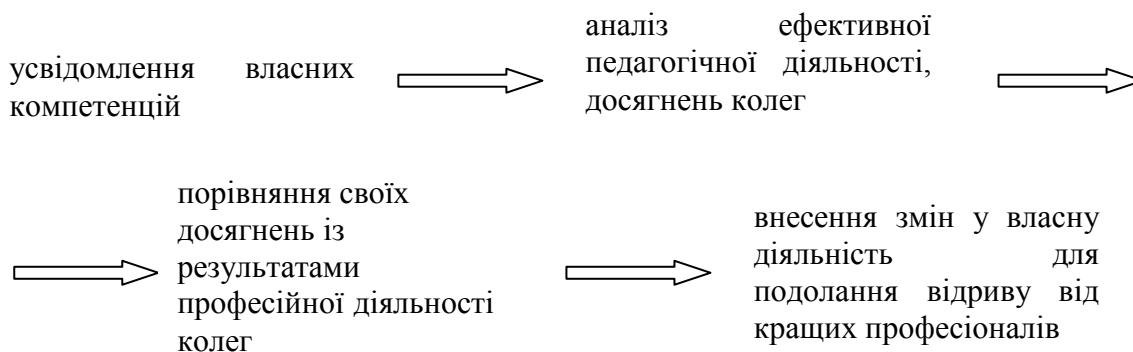 усвідомлення власних
компетенцій
аналіз ефективної
педагогічної діяльності,
досягнень колег
порівняння своїх
досягнень із
результатами
професійної діяльності
колег
внесення змін у власну
діяльність для
подолання відриву від
кращих професіоналів